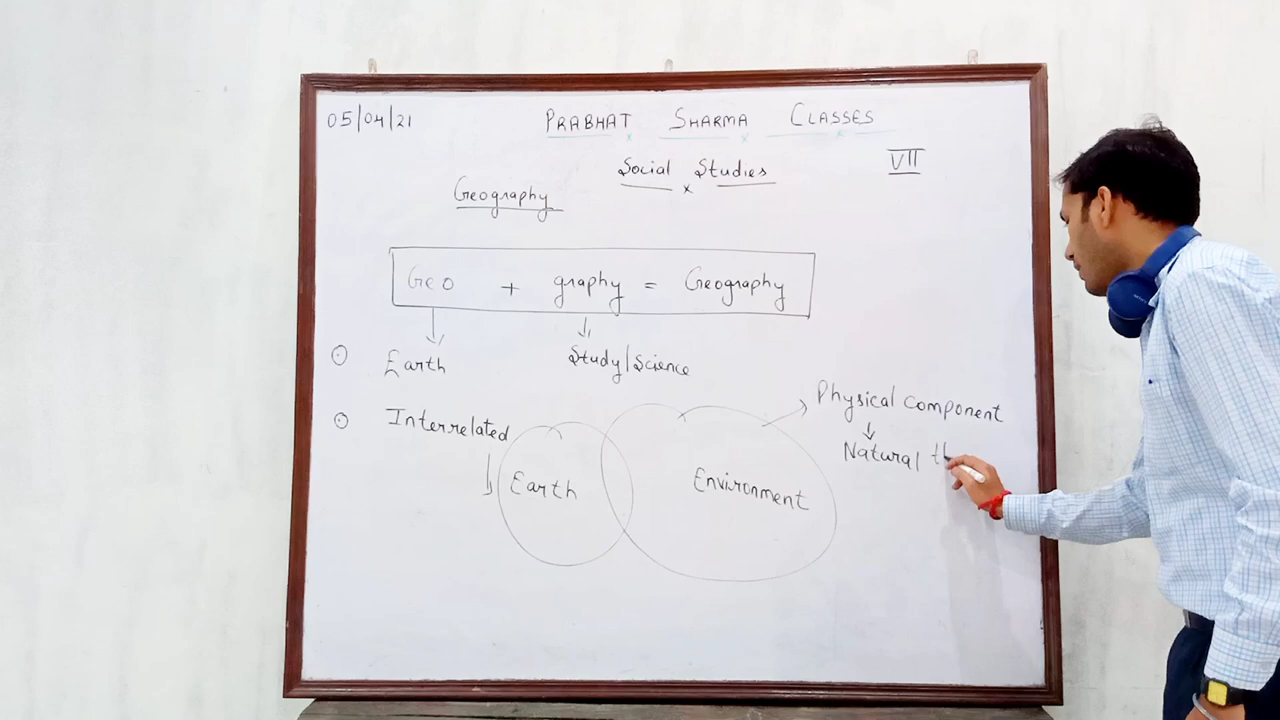 05/04/21 PRABHAT SHARMA CLASSES
VII
Social Studies
Geography
Geo + graphy = Geography
Earth Study/Science
Physical Component
Interrelated
Natural th
Earth Environment